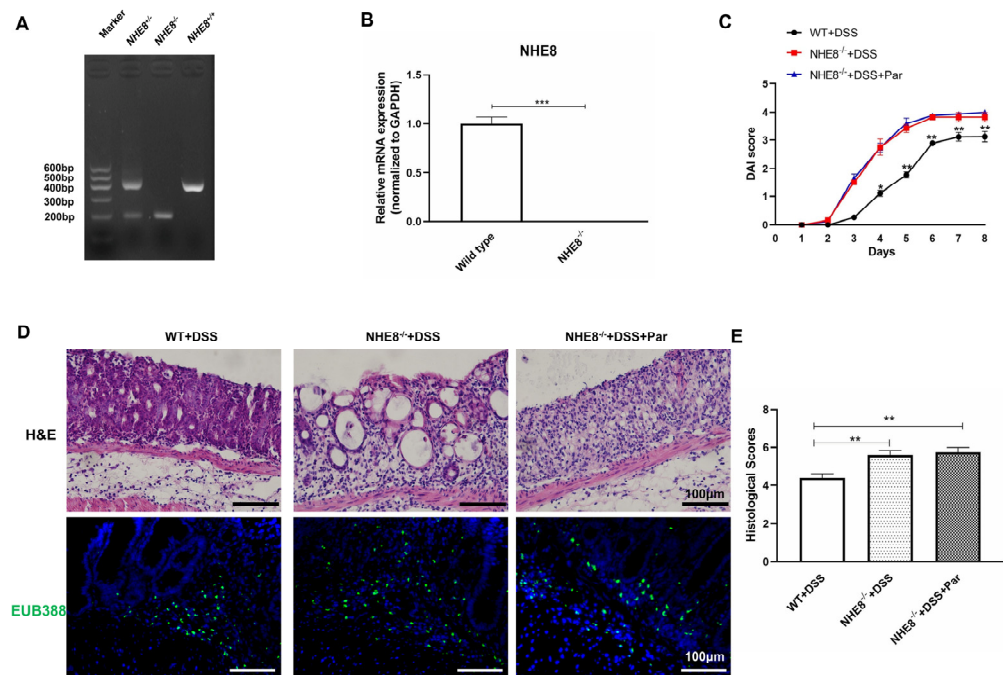 A
Marker
NHE8⁺/⁻
NHE8⁻/⁻
NHE8⁺/⁺
600bp
500bp
400bp
300bp
200bp
B
NHE8
Relative mRNA expression
(normalized to GAPDH)
1.5
1.0
0.5
0.0
***
Wild type
NHE8⁻/⁻
C
WT+DSS
NHE8⁻/⁻+DSS
NHE8⁻/⁻+DSS+Par
DAI score
5
4
3
2
1
0
*
**
**
**
**
0 1 2 3 4 5 6 7 8
Days
D
WT+DSS
NHE8⁻/⁻+DSS
NHE8⁻/⁻+DSS+Par
H&E
100μm
EUB388
100μm
E
Histological Scores
8
6
4
2
0
**
**
WT+DSS
NHE8⁻/⁻+DSS
NHE8⁻/⁻+DSS+Par